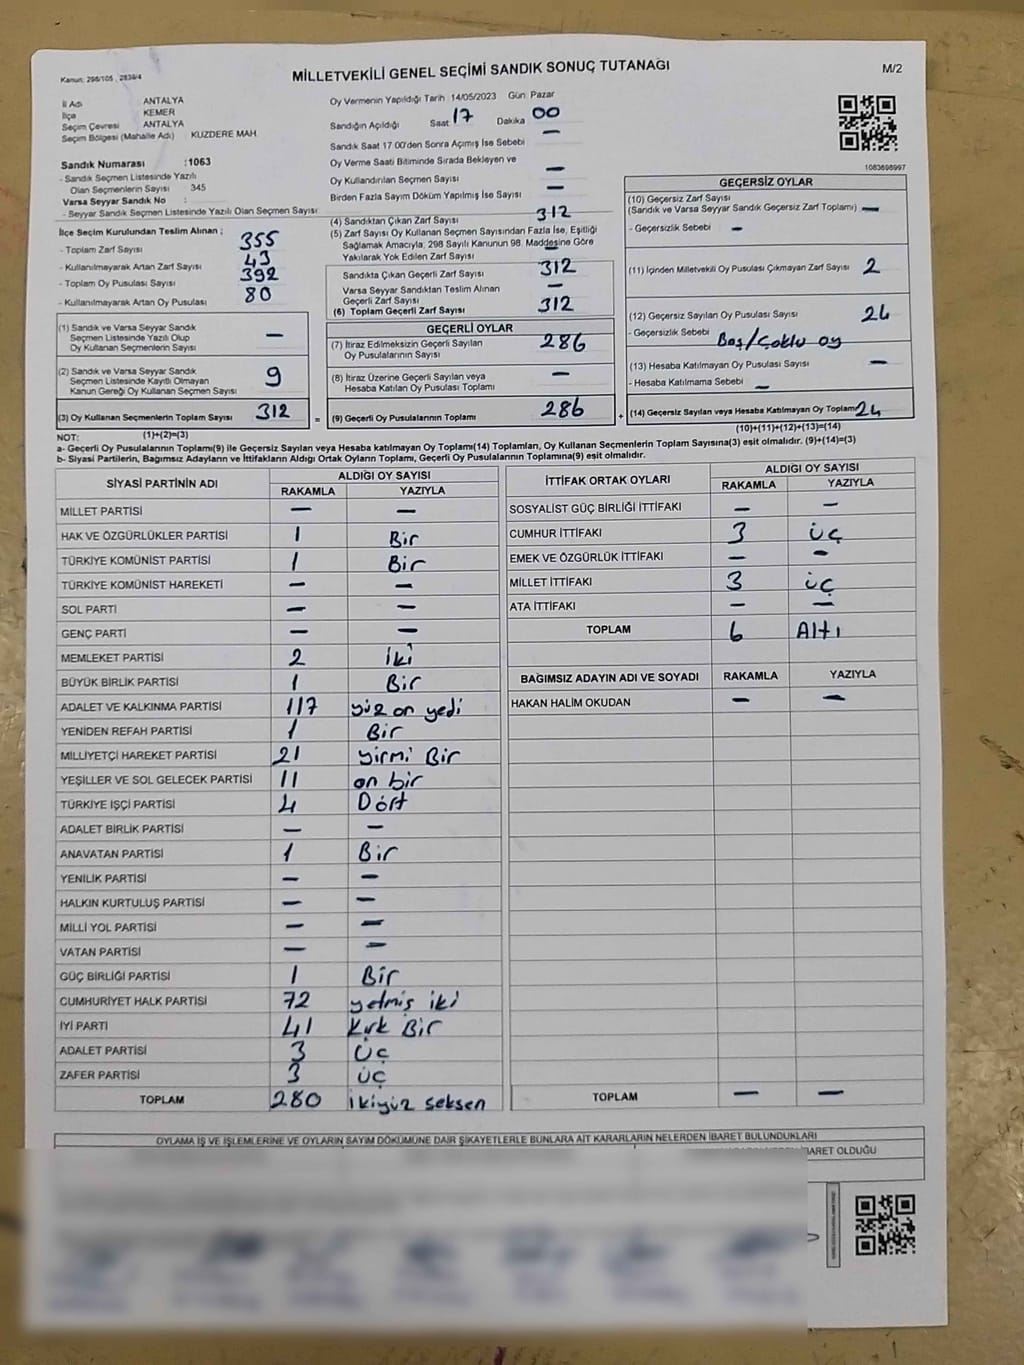 Kanun: 298/105 , 2839/4
MİLLETVEKİLİ GENEL SEÇİMİ SANDIK SONUÇ TUTANAĞI
M/2
İl Adı ANTALYA
İlçe KEMER
Seçim Çevresi ANTALYA
Seçim Bölgesi (Mahalle Adı) KUZDERE MAH.
Sandık Numarası :1063
- Sandık Seçmen Listesinde Yazılı
Olan Seçmenlerin Sayısı 345
Varsa Seyyar Sandık No :
- Seyyar Sandık Seçmen Listesinde Yazılı Olan Seçmen Sayısı
İlçe Seçim Kurulundan Teslim Alınan ;
- Toplam Zarf Sayısı 355
- Kullanılmayarak Artan Zarf Sayısı 43
- Toplam Oy Pusulası Sayısı 392
- Kullanılmayarak Artan Oy Pusulası 80
(1) Sandık ve Varsa Seyyar Sandık
Seçmen Listesinde Yazılı Olup
Oy Kullanan Seçmenlerin Sayısı —
(2) Sandık ve Varsa Seyyar Sandık
Seçmen Listesinde Kayıtlı Olmayan
Kanun Gereği Oy Kullanan Seçmen Sayısı 9
(3) Oy Kullanan Seçmenlerin Toplam Sayısı 312 =
(1)+(2)=(3)
Oy Vermenin Yapıldığı Tarih :14/05/2023 Gün: Pazar
Sandığın Açıldığı Saat 17 Dakika 00
Sandık Saat 17.00'den Sonra Açımış İse Sebebi —
Oy Verme Saati Bitiminde Sırada Bekleyen ve
Oy Kullandırılan Seçmen Sayısı —
Birden Fazla Sayım Döküm Yapılmış İse Sayısı —
(4) Sandıktan Çıkan Zarf Sayısı 312
(5) Zarf Sayısı Oy Kullanan Seçmen Sayısından Fazla İse, Eşitliği
Sağlamak Amacıyla, 298 Sayılı Kanunun 98. Maddesine Göre
Yakılarak Yok Edilen Zarf Sayısı —
Sandıkta Çıkan Geçerli Zarf Sayısı 312
Varsa Seyyar Sandıktan Teslim Alınan
Geçerli Zarf Sayısı —
(6) Toplam Geçerli Zarf Sayısı 312
GEÇERLİ OYLAR
(7) İtiraz Edilmeksizin Geçerli Sayılan
Oy Pusulalarının Sayısı 286
(8) İtiraz Üzerine Geçerli Sayılan veya
Hesaba Katılan Oy Pusulası Toplamı —
(9) Geçerli Oy Pusulalarının Toplamı 286 +
1083698997
GEÇERSİZ OYLAR
(10) Geçersiz Zarf Sayısı
(Sandık ve Varsa Seyyar Sandık Geçersiz Zarf Toplamı) —
- Geçersizlik Sebebi —
(11) İçinden Milletvekili Oy Pusulası Çıkmayan Zarf Sayısı 2
(12) Geçersiz Sayılan Oy Pusulası Sayısı 24
- Geçersizlik Sebebi Boş/Çoklu oy
(13) Hesaba Katılmayan Oy Pusulası Sayısı —
- Hesaba Katılmama Sebebi —
(14) Geçersiz Sayılan veya Hesaba Katılmayan Oy Toplamı 24
(10)+(11)+(12)+(13)=(14)
NOT:
a- Geçerli Oy Pusulalarının Toplamı(9) ile Geçersiz Sayılan veya Hesaba katılmayan Oy Toplamı(14) Toplamları, Oy Kullanan Seçmenlerin Toplam Sayısına(3) eşit olmalıdır. (9)+(14)=(3)
b- Siyasi Partilerin, Bağımsız Adayların ve İttifakların Aldığı Ortak Oyların Toplamı, Geçerli Oy Pusulalarının Toplamına(9) eşit olmalıdır.
SİYASİ PARTİNİN ADI ALDIĞI OY SAYISI
RAKAMLA YAZIYLA
MİLLET PARTİSİ — —
HAK VE ÖZGÜRLÜKLER PARTİSİ 1 Bir
TÜRKİYE KOMÜNİST PARTİSİ 1 Bir
TÜRKİYE KOMÜNİST HAREKETİ — —
SOL PARTİ — —
GENÇ PARTİ — —
MEMLEKET PARTİSİ 2 iki
BÜYÜK BİRLİK PARTİSİ 1 Bir
ADALET VE KALKINMA PARTİSİ 117 yüz on yedi
YENİDEN REFAH PARTİSİ 1 Bir
MİLLİYETÇİ HAREKET PARTİSİ 21 yirmi Bir
YEŞİLLER VE SOL GELECEK PARTİSİ 11 on bir
TÜRKİYE İŞÇİ PARTİSİ 4 Dört
ADALET BİRLİK PARTİSİ — —
ANAVATAN PARTİSİ 1 Bir
YENİLİK PARTİSİ — —
HALKIN KURTULUŞ PARTİSİ — —
MİLLİ YOL PARTİSİ — —
VATAN PARTİSİ — —
GÜÇ BİRLİĞİ PARTİSİ 1 Bir
CUMHURİYET HALK PARTİSİ 72 yetmiş iki
İYİ PARTİ 41 Kırk Bir
ADALET PARTİSİ 3 Üç
ZAFER PARTİSİ 3 üç
TOPLAM 280 ikiyüz seksen
İTTİFAK ORTAK OYLARI ALDIĞI OY SAYISI
RAKAMLA YAZIYLA
SOSYALİST GÜÇ BİRLİĞİ İTTİFAKI — —
CUMHUR İTTİFAKI 3 üç
EMEK VE ÖZGÜRLÜK İTTİFAKI — —
MİLLET İTTİFAKI 3 üç
ATA İTTİFAKI — —
TOPLAM 6 Altı
BAĞIMSIZ ADAYIN ADI VE SOYADI RAKAMLA YAZIYLA
HAKAN HALİM OKUDAN — —
TOPLAM — —
OYLAMA İŞ VE İŞLEMLERİNE VE OYLARIN SAYIM DÖKÜMÜNE DAİR ŞİKAYETLERLE BUNLARA AİT KARARLARIN NELERDEN İBARET BULUNDUKLARI
İBARET OLDUĞU